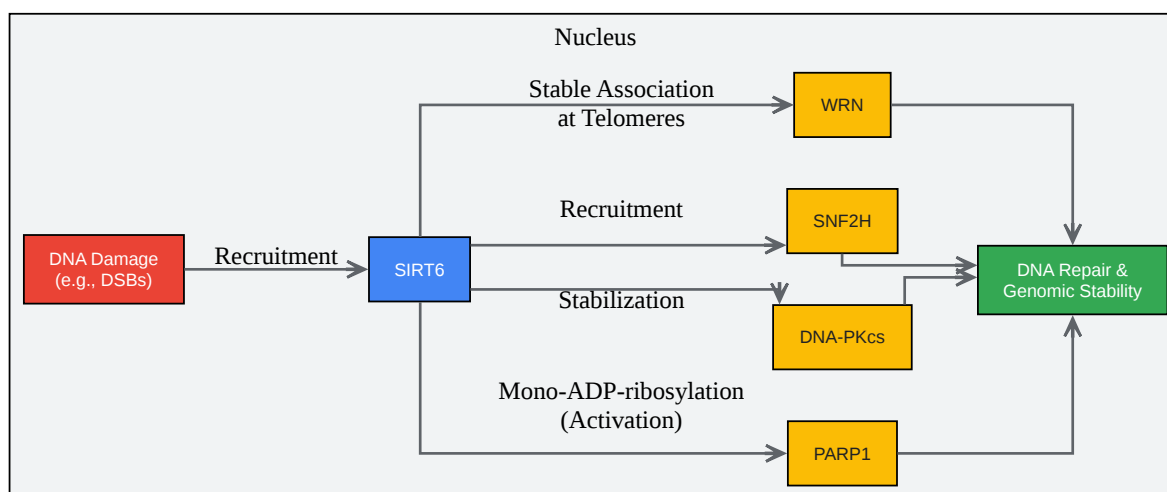 Nucleus
Stable Association
at Telomeres
WRN
Recruitment
SNF2H
DNA Damage
(e.g., DSBs)
Recruitment
SIRT6
DNA Repair &
Genomic Stability
Stabilization
DNA-PKcs
Mono-ADP-ribosylation
(Activation)
PARP1